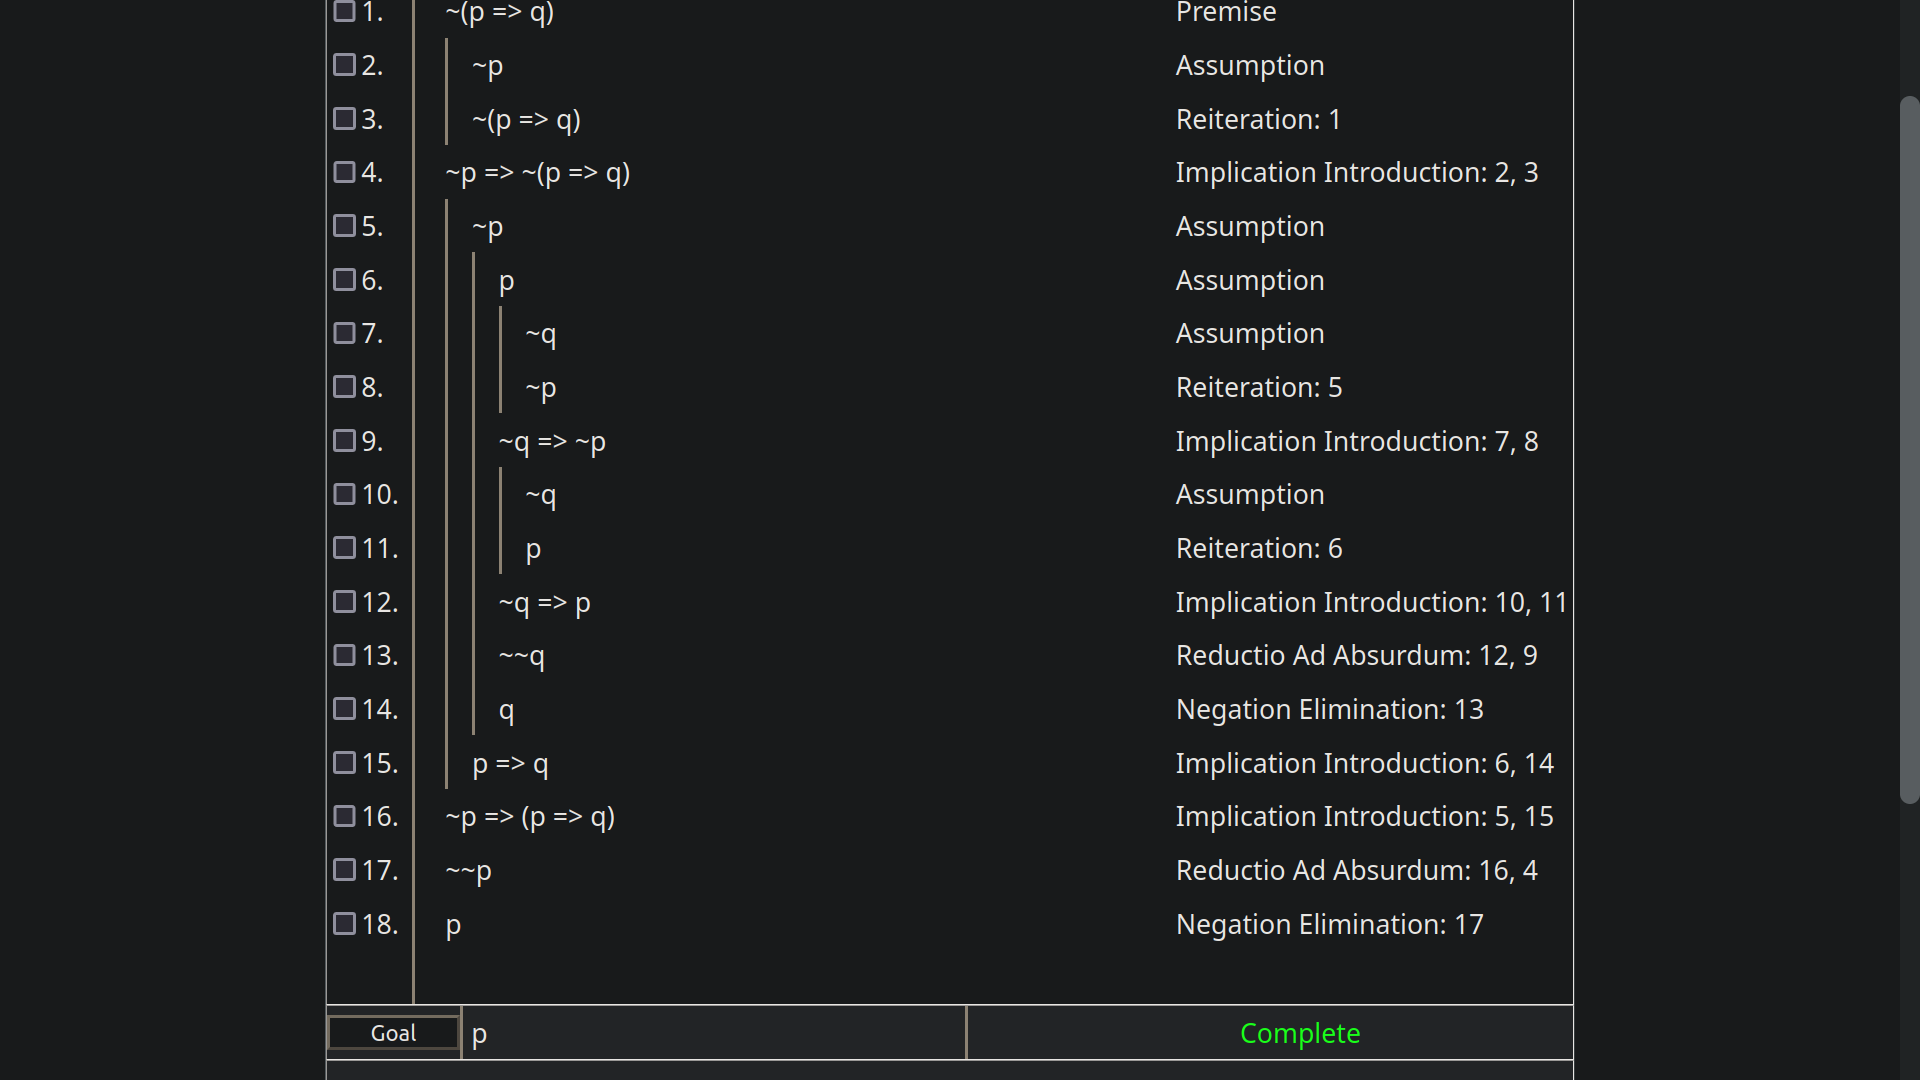 1. ~(p => q) Premise
2. ~p Assumption
3. ~(p => q) Reiteration: 1
4. ~p => ~(p => q) Implication Introduction: 2, 3
5. ~p Assumption
6. p Assumption
7. ~q Assumption
8. ~p Reiteration: 5
9. ~q => ~p Implication Introduction: 7, 8
10. ~q Assumption
11. p Reiteration: 6
12. ~q => p Implication Introduction: 10, 11
13. ~~q Reductio Ad Absurdum: 12, 9
14. q Negation Elimination: 13
15. p => q Implication Introduction: 6, 14
16. ~p => (p => q) Implication Introduction: 5, 15
17. ~~p Reductio Ad Absurdum: 16, 4
18. p Negation Elimination: 17
Goal p Complete